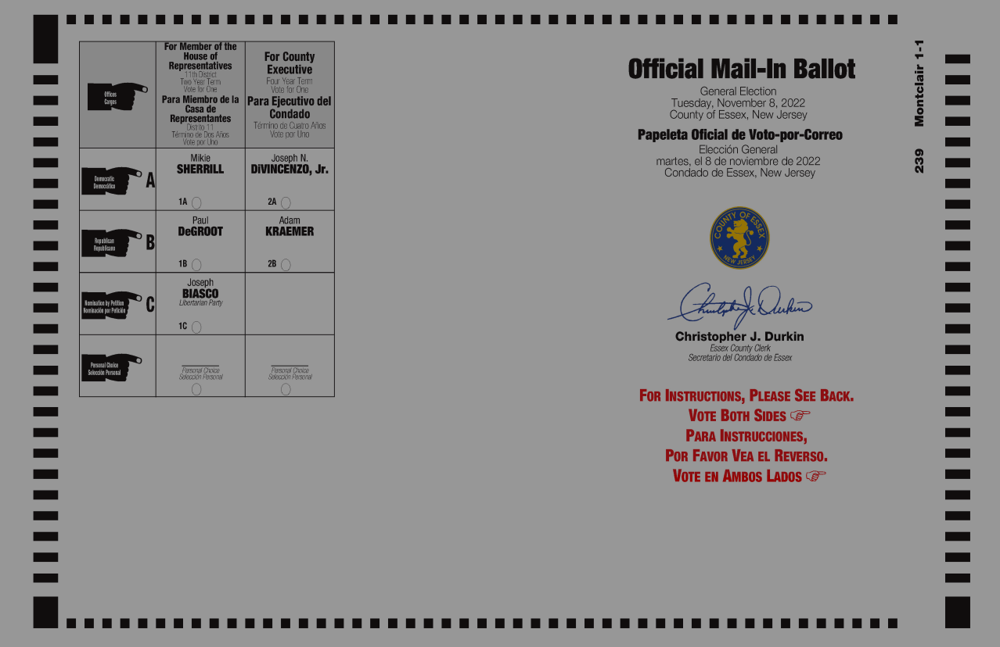 Offices
Cargos
For Member of the
House of
Representatives
11th District
Two Year Term
Vote for One
Para Miembro de la
Casa de
Representantes
Distrito 11
Término de Dos Años
Vote por Uno
For County
Executive
Four Year Term
Vote for One
Para Ejecutivo del
Condado
Término de Cuatro Años
Vote por Uno
Democratic
Democrático
A
Mikie
SHERRILL
1A
Joseph N.
DiVINCENZO, Jr.
2A
Republican
Republicano
B
Paul
DeGROOT
1B
Adam
KRAEMER
2B
Nomination by Petition
Nominación por Petición
C
Joseph
BIASCO
Libertarian Party
1C
Personal Choice
Selección Personal
Personal Choice
Selección Personal
Personal Choice
Selección Personal
Official Mail-In Ballot
General Election
Tuesday, November 8, 2022
County of Essex, New Jersey
Papeleta Oficial de Voto-por-Correo
Elección General
martes, el 8 de noviembre de 2022
Condado de Essex, New Jersey
COUNTY OF ESSEX
NEW JERSEY
Christopher J. Durkin
Christopher J. Durkin
Essex County Clerk
Secretario del Condado de Essex
FOR INSTRUCTIONS, PLEASE SEE BACK.
VOTE BOTH SIDES
PARA INSTRUCCIONES,
POR FAVOR VEA EL REVERSO.
VOTE EN AMBOS LADOS
239 Montclair 1-1